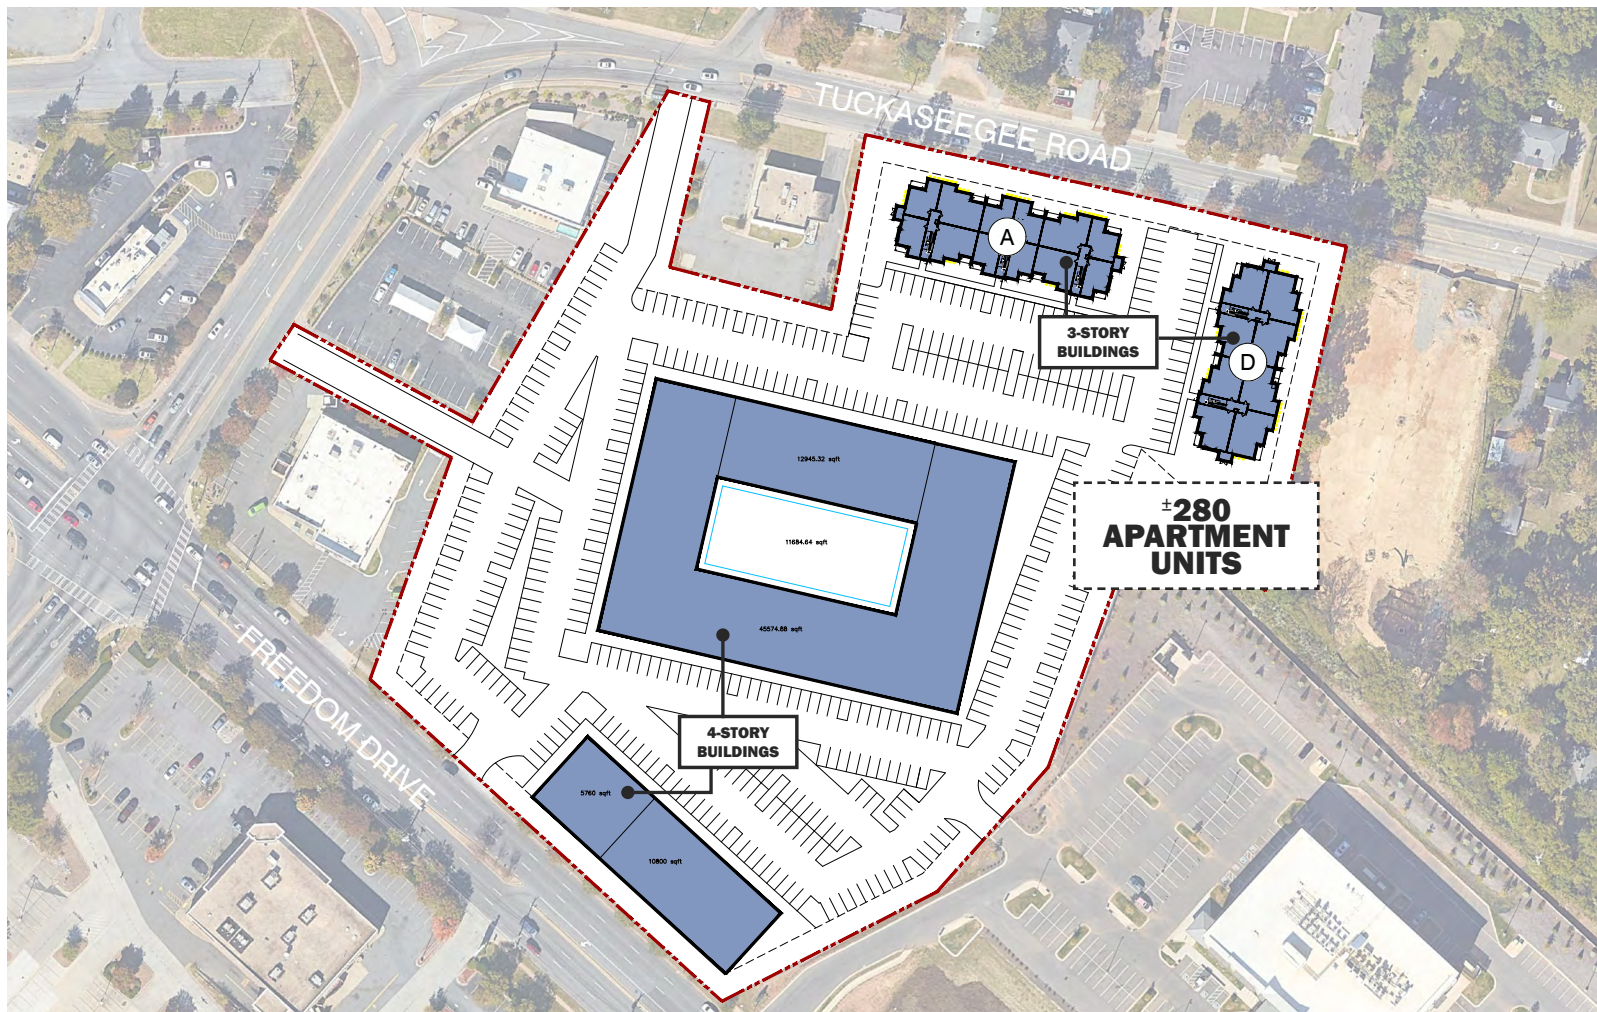 TUCKASEEGEE ROAD
A
3-STORY
BUILDINGS
D
12945.32 sqft
11684.64 sqft
±280
APARTMENT
UNITS
45574.88 sqft
FREEDOM DRIVE
4-STORY
BUILDINGS
5760 sqft
10800 sqft